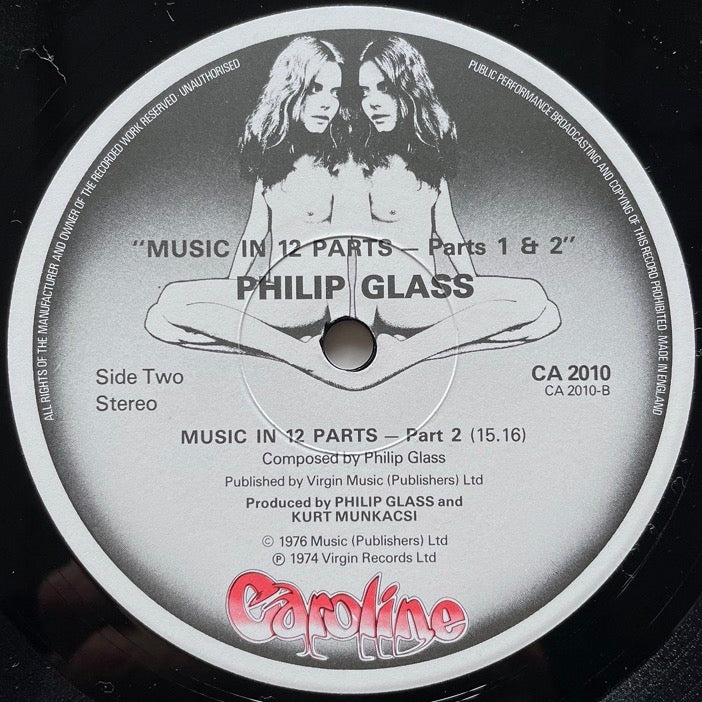 ALL RIGHTS OF THE MANUFACTURER AND OWNER OF THE RECORDED WORK RESERVED · UNAUTHORISED
PUBLIC PERFORMANCE BROADCASTING AND COPYING OF THIS RECORD PROHIBITED · MADE IN ENGLAND
"MUSIC IN 12 PARTS — Parts 1 & 2"
PHILIP GLASS
Side Two
Stereo
CA 2010
CA 2010-B
MUSIC IN 12 PARTS — Part 2 (15.16)
Composed by Philip Glass
Published by Virgin Music (Publishers) Ltd
Produced by PHILIP GLASS and
KURT MUNKACSI
© 1976 Music (Publishers) Ltd
℗ 1974 Virgin Records Ltd
Caroline